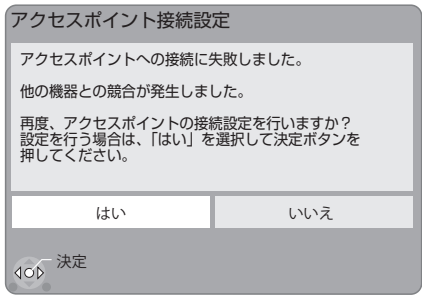 アクセスポイント接続設定
アクセスポイントへの接続に失敗しました。
他の機器との競合が発生しました。
再度、アクセスポイントの接続設定を行いますか？
設定を行う場合は、「はい」を選択して決定ボタンを
押してください。
はい
いいえ
決定